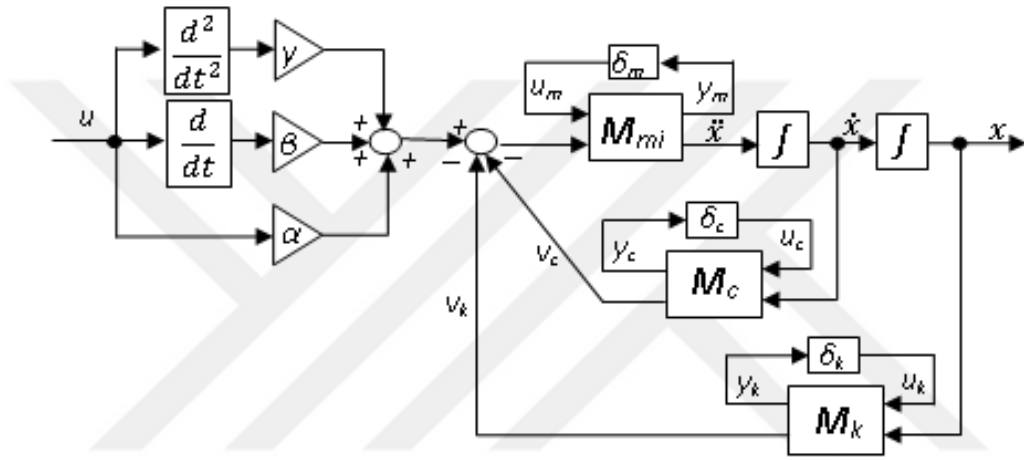 d²/dt²
γ
u
d/dt
β
α
+
+
+
+
−
−
δm
um
ym
Mmi
ẍ
∫
ẋ
∫
x
δc
yc
uc
Mc
vc
vk
δk
yk
uk
Mk